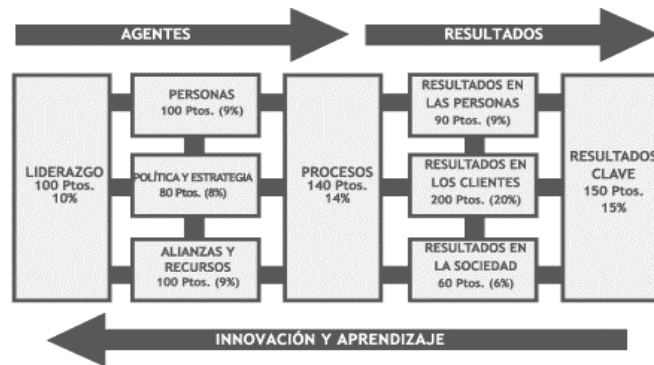 AGENTES
RESULTADOS
LIDERAZGO
100 Ptos.
10%
PERSONAS
100 Ptos. (9%)
POLÍTICA Y ESTRATEGIA
80 Ptos. (8%)
ALIANZAS Y
RECURSOS
100 Ptos. (9%)
PROCESOS
140 Ptos.
14%
RESULTADOS EN
LAS PERSONAS
90 Ptos. (9%)
RESULTADOS EN
LOS CLIENTES
200 Ptos. (20%)
RESULTADOS EN
LA SOCIEDAD
60 Ptos. (6%)
RESULTADOS
CLAVE
150 Ptos.
15%
INNOVACIÓN Y APRENDIZAJE